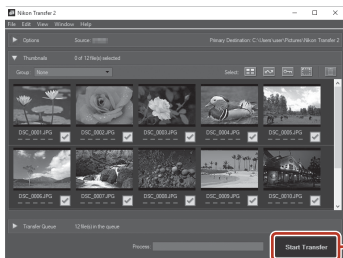 Nikon Transfer 2
File Edit View Window Help
Options Source: Primary Destination: C:\Users\user\Pictures\Nikon Transfer 2
Thumbnails 0 of 12 file(s) selected
Group: None Select:
DSC_0001.JPG DSC_0002.JPG DSC_0003.JPG DSC_0004.JPG DSC_0005.JPG
DSC_0006.JPG DSC_0007.JPG DSC_0008.JPG DSC_0009.JPG DSC_0010.JPG
Transfer Queue 12 file(s) in the queue
Process: Start Transfer